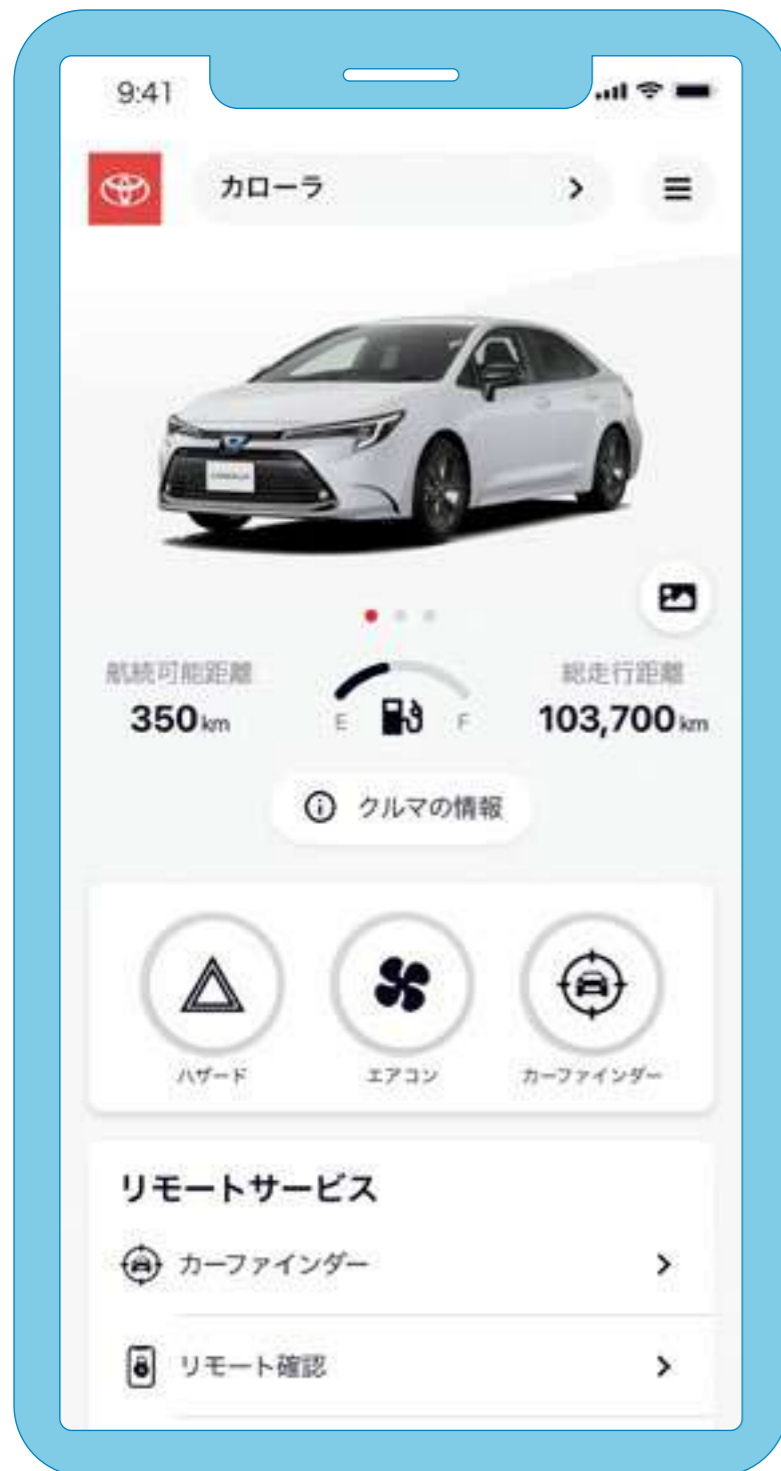 9:41
カローラ
航続可能距離
350km
E
F
総走行距離
103,700km
クルマの情報
ハザード
エアコン
カーファインダー
リモートサービス
カーファインダー
リモート確認